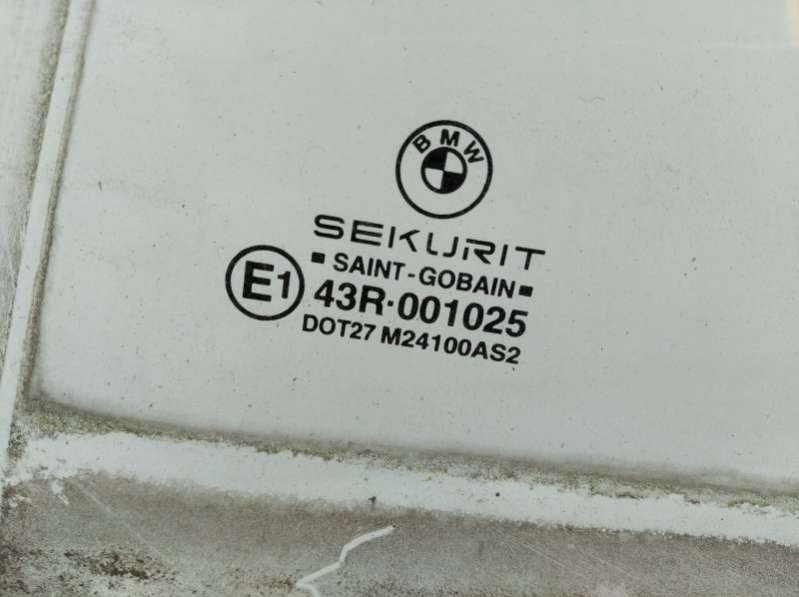 BMW
SEKURIT
▪ SAINT-GOBAIN ▪
E1
43R·001025
DOT27 M24100AS2